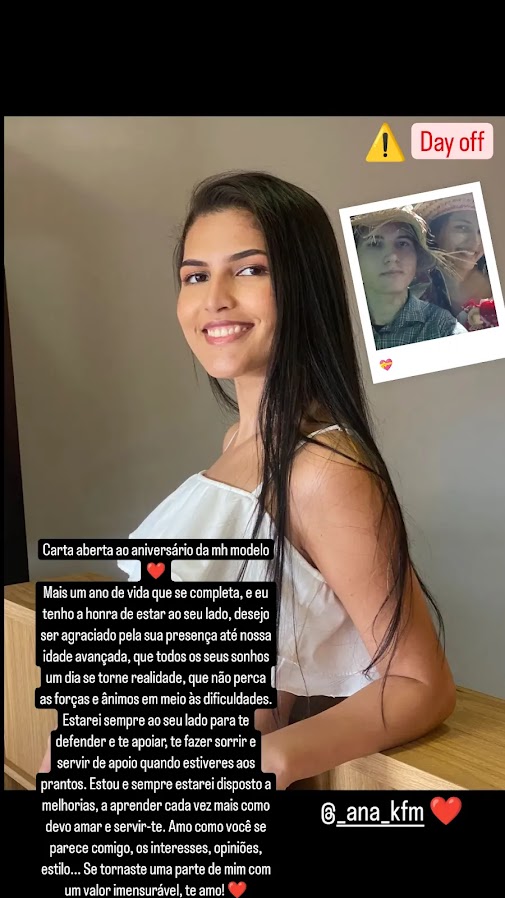 Day off
Carta aberta ao aniversário da mh modelo
❤️
Mais um ano de vida que se completa, e eu
tenho a honra de estar ao seu lado, desejo
ser agraciado pela sua presença até nossa
idade avançada, que todos os seus sonhos
um dia se torne realidade, que não perca
as forças e ânimos em meio às dificuldades.
Estarei sempre ao seu lado para te
defender e te apoiar, te fazer sorrir e
servir de apoio quando estiveres aos
prantos. Estou e sempre estarei disposto a
melhorias, a aprender cada vez mais como
devo amar e servir-te. Amo como você se
parece comigo, os interesses, opiniões,
estilo... Se tornaste uma parte de mim com
um valor imensurável, te amo! ❤️
@_ana_kfm ❤️